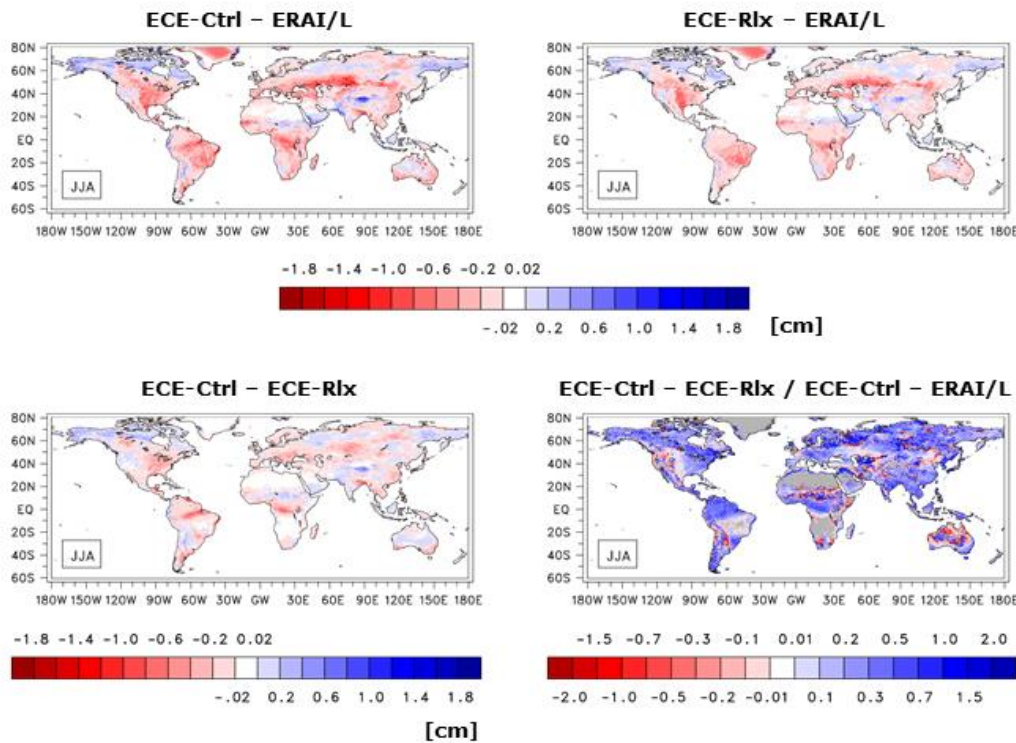 ECE-Ctrl – ERAI/L
ECE-Rlx – ERAI/L
80N
60N
40N
20N
EQ
20S
40S
60S
JJA
180W 150W 120W 90W 60W 30W GW 30E 60E 90E 120E 150E 180E
80N
60N
40N
20N
EQ
20S
40S
60S
JJA
180W 150W 120W 90W 60W 30W GW 30E 60E 90E 120E 150E 180E
-1.8 -1.4 -1.0 -0.6 -0.2 0.02
-.02 0.2 0.6 1.0 1.4 1.8
[cm]
ECE-Ctrl – ECE-Rlx
ECE-Ctrl – ECE-Rlx / ECE-Ctrl – ERAI/L
80N
60N
40N
20N
EQ
20S
40S
60S
JJA
180W 150W 120W 90W 60W 30W GW 30E 60E 90E 120E 150E 180E
80N
60N
40N
20N
EQ
20S
40S
60S
JJA
180W 150W 120W 90W 60W 30W GW 30E 60E 90E 120E 150E 180E
-1.8 -1.4 -1.0 -0.6 -0.2 0.02
-.02 0.2 0.6 1.0 1.4 1.8
[cm]
-1.5 -0.7 -0.3 -0.1 0.01 0.2 0.5 1.0 2.0
-2.0 -1.0 -0.5 -0.2 -0.01 0.1 0.3 0.7 1.5